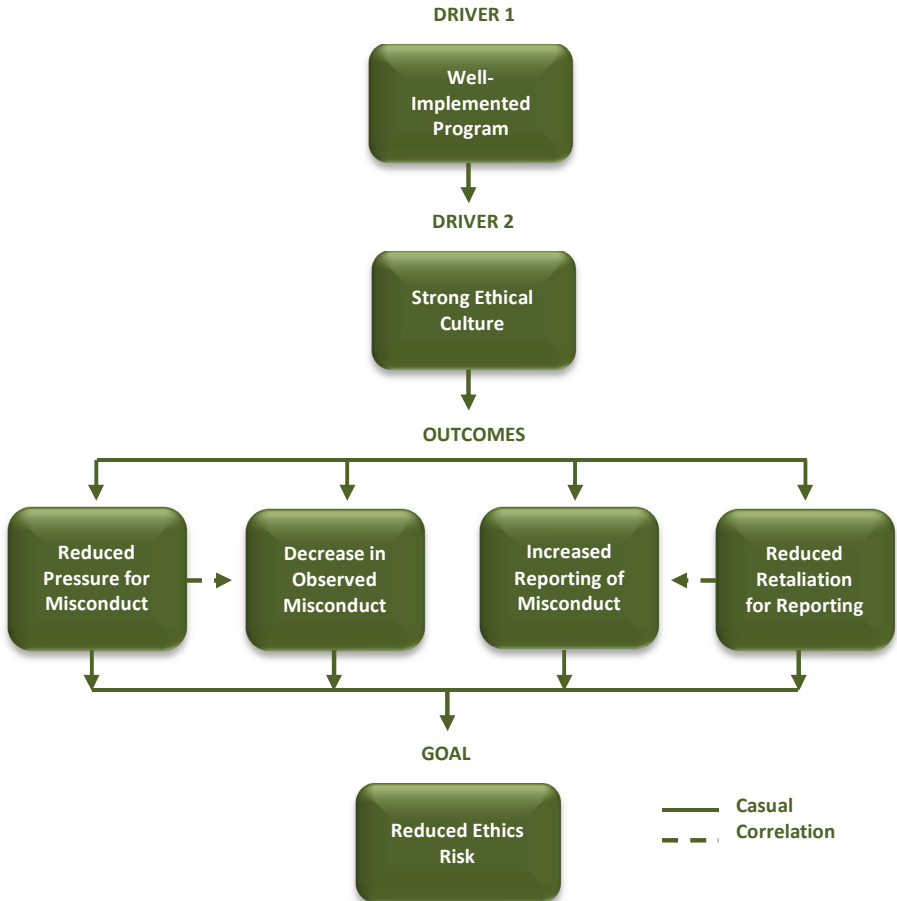 DRIVER 1
Well-
Implemented
Program
DRIVER 2
Strong Ethical
Culture
OUTCOMES
Reduced
Pressure for
Misconduct
Decrease in
Observed
Misconduct
Increased
Reporting of
Misconduct
Reduced
Retaliation
for Reporting
GOAL
Reduced Ethics
Risk
Casual
Correlation